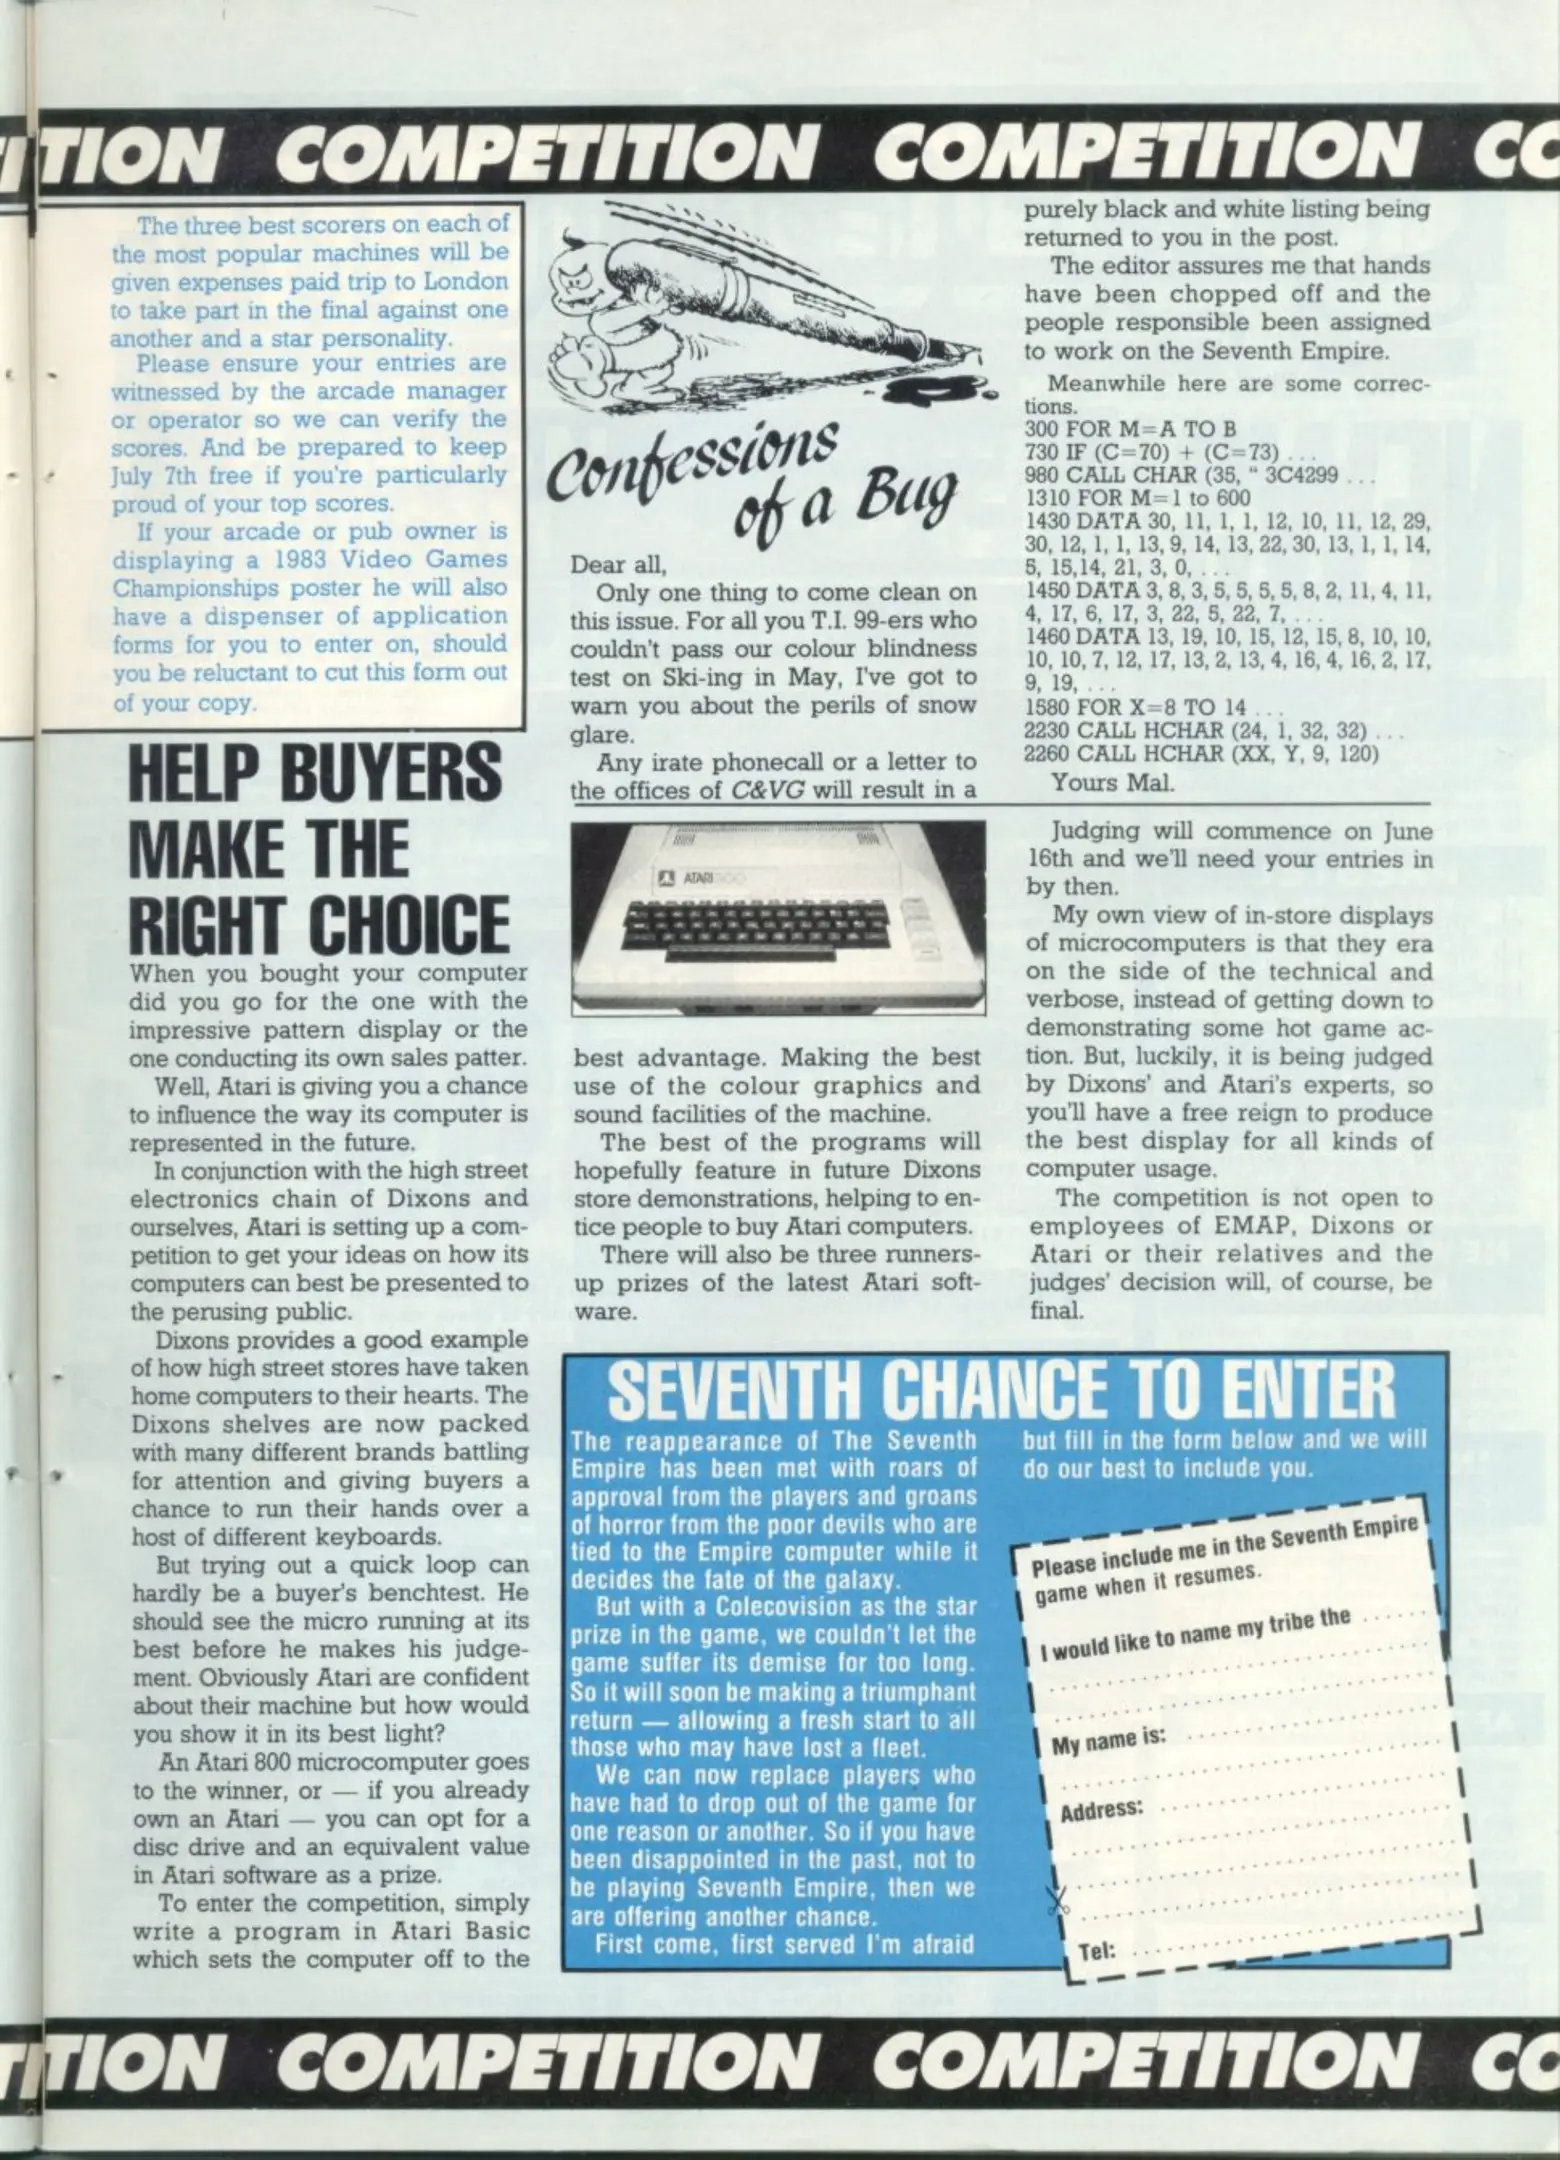 TION COMPETITION COMPETITION CO
The three best scorers on each of
the most popular machines will be
given expenses paid trip to London
to take part in the final against one
another and a star personality.
Please ensure your entries are
witnessed by the arcade manager
or operator so we can verify the
scores. And be prepared to keep
July 7th free if you're particularly
proud of your top scores.
If your arcade or pub owner is
displaying a 1983 Video Games
Championships poster he will also
have a dispenser of application
forms for you to enter on, should
you be reluctant to cut this form out
of your copy.
HELP BUYERS
MAKE THE
RIGHT CHOICE
When you bought your computer
did you go for the one with the
impressive pattern display or the
one conducting its own sales patter.
Well, Atari is giving you a chance
to influence the way its computer is
represented in the future.
In conjunction with the high street
electronics chain of Dixons and
ourselves, Atari is setting up a com-
petition to get your ideas on how its
computers can best be presented to
the perusing public.
Dixons provides a good example
of how high street stores have taken
home computers to their hearts. The
Dixons shelves are now packed
with many different brands battling
for attention and giving buyers a
chance to run their hands over a
host of different keyboards.
But trying out a quick loop can
hardly be a buyer's benchtest. He
should see the micro running at its
best before he makes his judge-
ment. Obviously Atari are confident
about their machine but how would
you show it in its best light?
An Atari 800 microcomputer goes
to the winner, or — if you already
own an Atari — you can opt for a
disc drive and an equivalent value
in Atari software as a prize.
To enter the competition, simply
write a program in Atari Basic
which sets the computer off to the
Confessions
of a Bug
Dear all,
Only one thing to come clean on
this issue. For all you T.I. 99-ers who
couldn't pass our colour blindness
test on Ski-ing in May, I've got to
warn you about the perils of snow
glare.
Any irate phonecall or a letter to
the offices of C&VG will result in a
purely black and white listing being
returned to you in the post.
The editor assures me that hands
have been chopped off and the
people responsible been assigned
to work on the Seventh Empire.
Meanwhile here are some correc-
tions.
300 FOR M=A TO B
730 IF (C=70) + (C=73) . . .
980 CALL CHAR (35, " 3C4299 . . .
1310 FOR M=1 to 600
1430 DATA 30, 11, 1, 1, 12, 10, 11, 12, 29,
30, 12, 1, 1, 13, 9, 14, 13, 22, 30, 13, 1, 1, 14,
5, 15,14, 21, 3, 0, . . .
1450 DATA 3, 8, 3, 5, 5, 5, 5, 8, 2, 11, 4, 11,
4, 17, 6, 17, 3, 22, 5, 22, 7, . . .
1460 DATA 13, 19, 10, 15, 12, 15, 8, 10, 10,
10, 10, 7, 12, 17, 13, 2, 13, 4, 16, 4, 16, 2, 17,
9, 19, . . .
1580 FOR X=8 TO 14 . . .
2230 CALL HCHAR (24, 1, 32, 32) . . .
2260 CALL HCHAR (XX, Y, 9, 120)
Yours Mal.
ATARI 800
best advantage. Making the best
use of the colour graphics and
sound facilities of the machine.
The best of the programs will
hopefully feature in future Dixons
store demonstrations, helping to en-
tice people to buy Atari computers.
There will also be three runners-
up prizes of the latest Atari soft-
ware.
Judging will commence on June
16th and we'll need your entries in
by then.
My own view of in-store displays
of microcomputers is that they era
on the side of the technical and
verbose, instead of getting down to
demonstrating some hot game ac-
tion. But, luckily, it is being judged
by Dixons' and Atari's experts, so
you'll have a free reign to produce
the best display for all kinds of
computer usage.
The competition is not open to
employees of EMAP, Dixons or
Atari or their relatives and the
judges' decision will, of course, be
final.
SEVENTH CHANCE TO ENTER
The reappearance of The Seventh
Empire has been met with roars of
approval from the players and groans
of horror from the poor devils who are
tied to the Empire computer while it
decides the fate of the galaxy.
But with a Colecovision as the star
prize in the game, we couldn't let the
game suffer its demise for too long.
So it will soon be making a triumphant
return — allowing a fresh start to all
those who may have lost a fleet.
We can now replace players who
have had to drop out of the game for
one reason or another. So if you have
been disappointed in the past, not to
be playing Seventh Empire, then we
are offering another chance.
First come, first served I'm afraid
but fill in the form below and we will
do our best to include you.
Please include me in the Seventh Empire
game when it resumes.
I would like to name my tribe the
My name is:
Address:
Tel:
TION COMPETITION COMPETITION CO